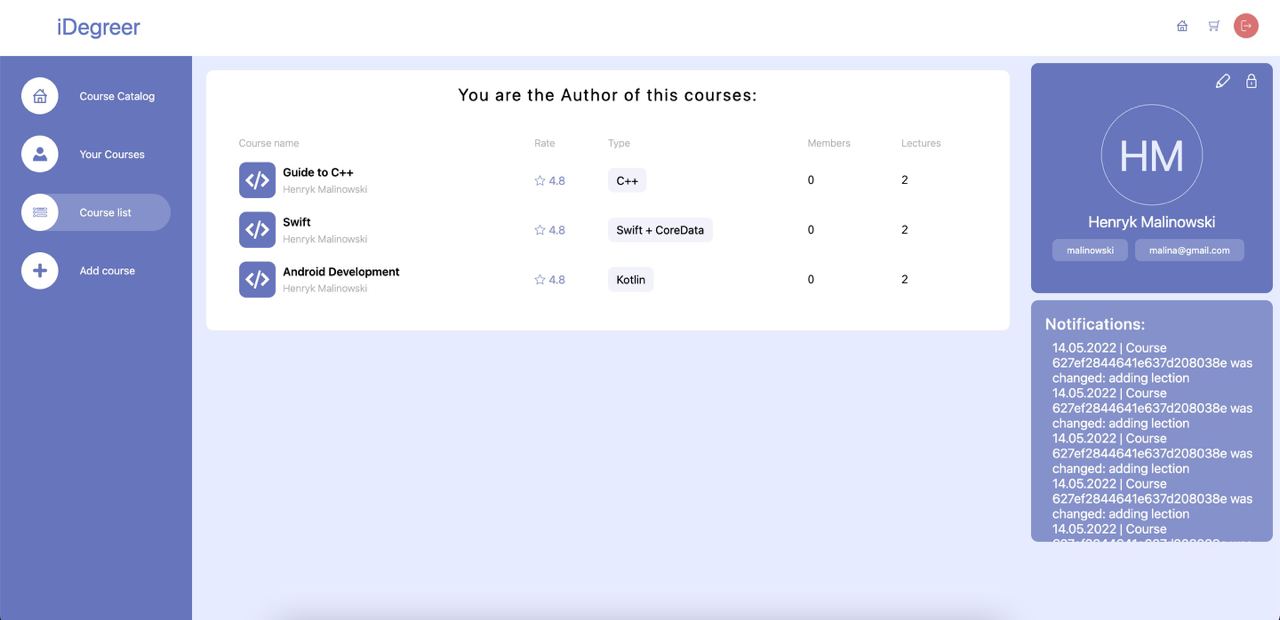 iDegreer
Course Catalog
Your Courses
Course list
Add course
You are the Author of this courses:
Course name Rate Type Members Lectures
Guide to C++
Henryk Malinowski
4.8 C++ 0 2
Swift
Henryk Malinowski
4.8 Swift + CoreData 0 2
Android Development
Henryk Malinowski
4.8 Kotlin 0 2
HM
Henryk Malinowski
malinowski malina@gmail.com
Notifications:
14.05.2022 | Course
627ef2844641e637d208038e was
changed: adding lection
14.05.2022 | Course
627ef2844641e637d208038e was
changed: adding lection
14.05.2022 | Course
627ef2844641e637d208038e was
changed: adding lection
14.05.2022 | Course
627ef2844641e637d208038e was
changed: adding lection
14.05.2022 | Course